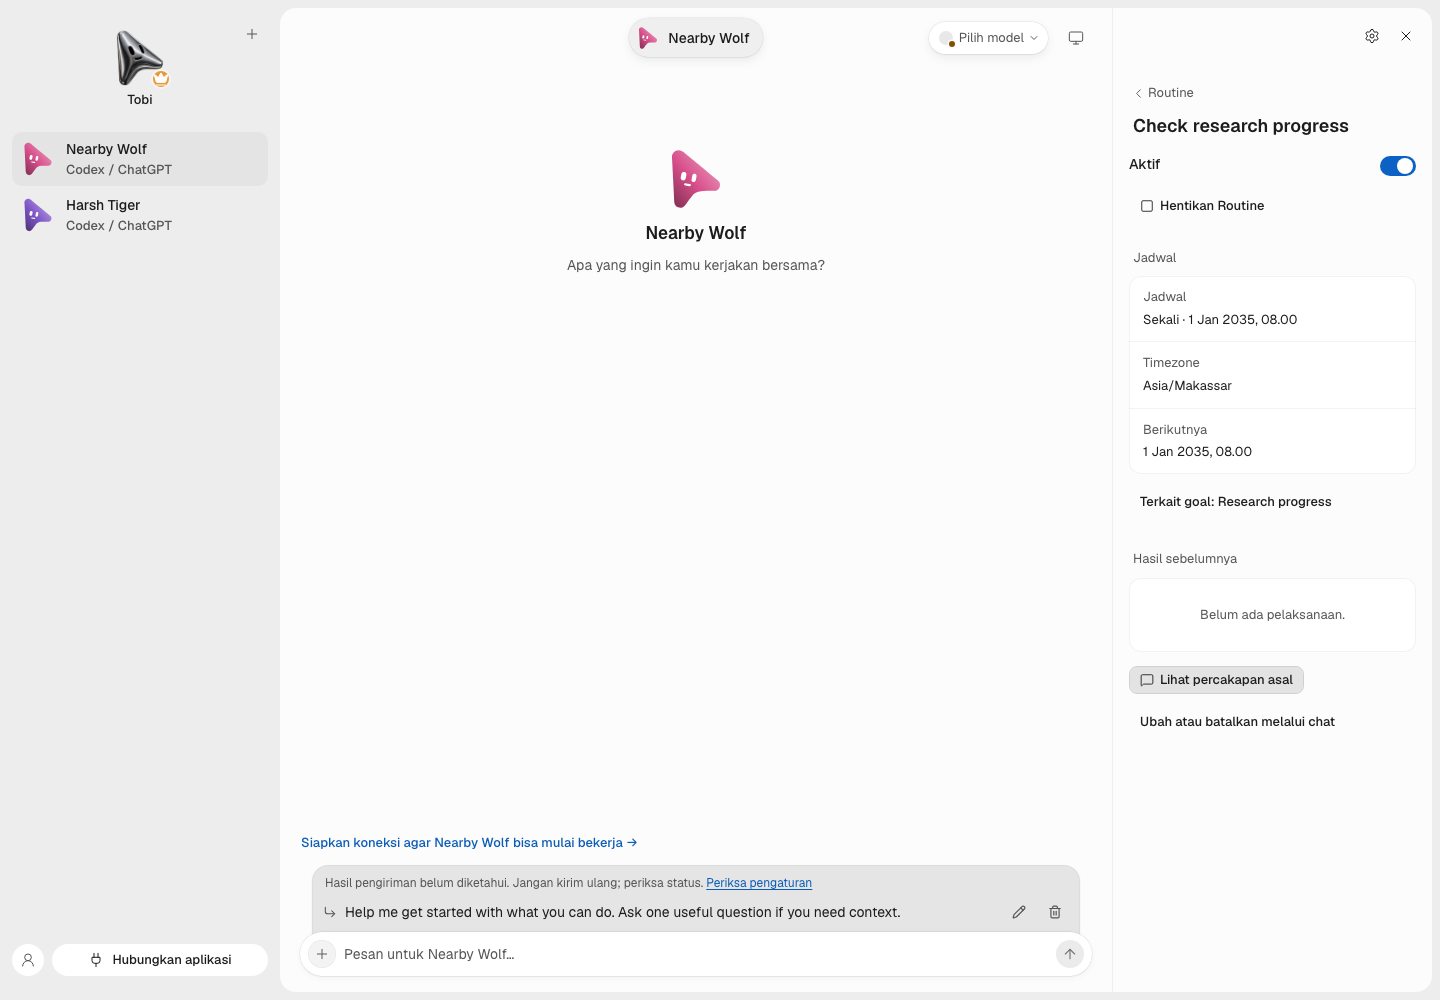 Tobi
Nearby Wolf
Codex / ChatGPT
Harsh Tiger
Codex / ChatGPT
Hubungkan aplikasi
Nearby Wolf
Pilih model
Nearby Wolf
Apa yang ingin kamu kerjakan bersama?
Siapkan koneksi agar Nearby Wolf bisa mulai bekerja →
Hasil pengiriman belum diketahui. Jangan kirim ulang; periksa status. Periksa pengaturan
Help me get started with what you can do. Ask one useful question if you need context.
Pesan untuk Nearby Wolf...
Routine
Check research progress
Aktif
Hentikan Routine
Jadwal
Jadwal
Sekali · 1 Jan 2035, 08.00
Timezone
Asia/Makassar
Berikutnya
1 Jan 2035, 08.00
Terkait goal: Research progress
Hasil sebelumnya
Belum ada pelaksanaan.
Lihat percakapan asal
Ubah atau batalkan melalui chat